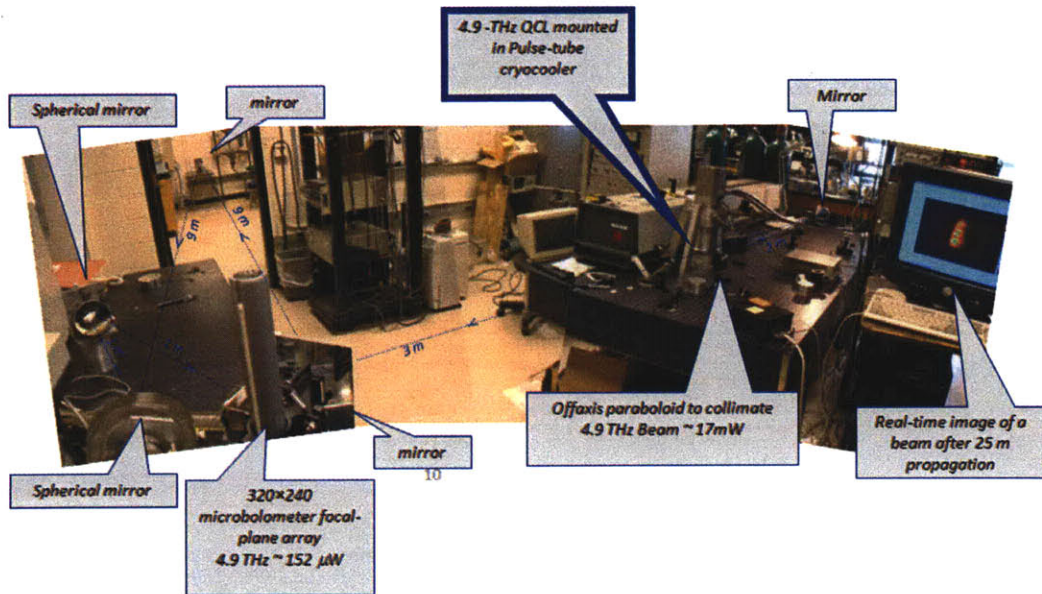 4.9 -THz QCL mounted
in Pulse-tube
cryocooler
Spherical mirror
mirror
Mirror
9 m
9 m
3 m
Offaxis paraboloid to collimate
4.9 THz Beam ~ 17mW
Real-time image of a
beam after 25 m
propagation
mirror
10
Spherical mirror
320×240
microbolometer focal-
plane array
4.9 THz ~ 152 μW